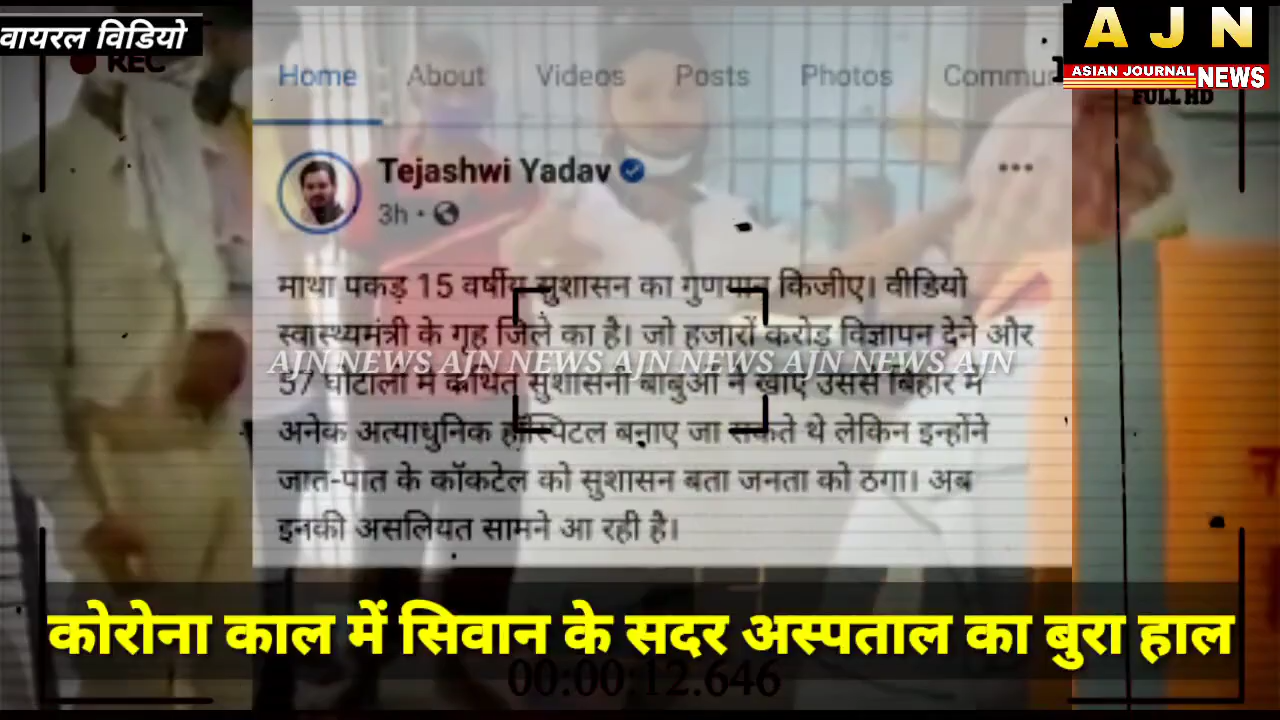 वायरल विडियो
REC
A J N
ASIAN JOURNAL NEWS
FULL HD
Home About Videos Posts Photos Commu
Tejashwi Yadav
3h
माथा पकड़ 15 वर्षीय सुशासन का गुणगान किजीए। वीडियो
स्वास्थ्यमंत्री के गृह जिले का है। जो हजारों करोड़ विज्ञापन देने और
AJN NEWS AJN NEWS AJN NEWS AJN NEWS AJN
57 घोटालों में कथित सुशासनी बाबुओं ने खाए उससे बिहार में
अनेक अत्याधुनिक हॉस्पिटल बनाए जा सकते थे लेकिन इन्होंने
जात-पात के कॉकटेल को सुशासन बता जनता को ठगा। अब
इनकी असलियत सामने आ रही है।
कोरोना काल में सिवान के सदर अस्पताल का बुरा हाल
00:00:12.646